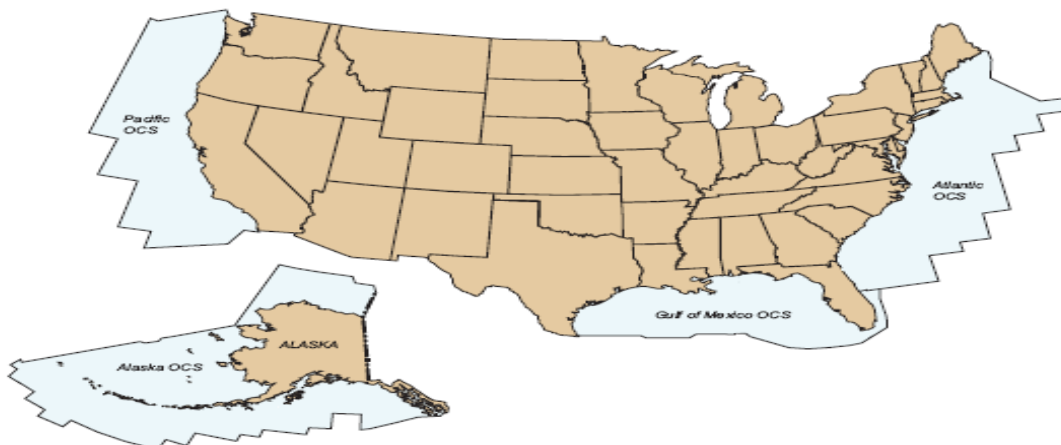 Pacific
OCS
Atlantic
OCS
Gulf of Mexico OCS
ALASKA
Alaska OCS